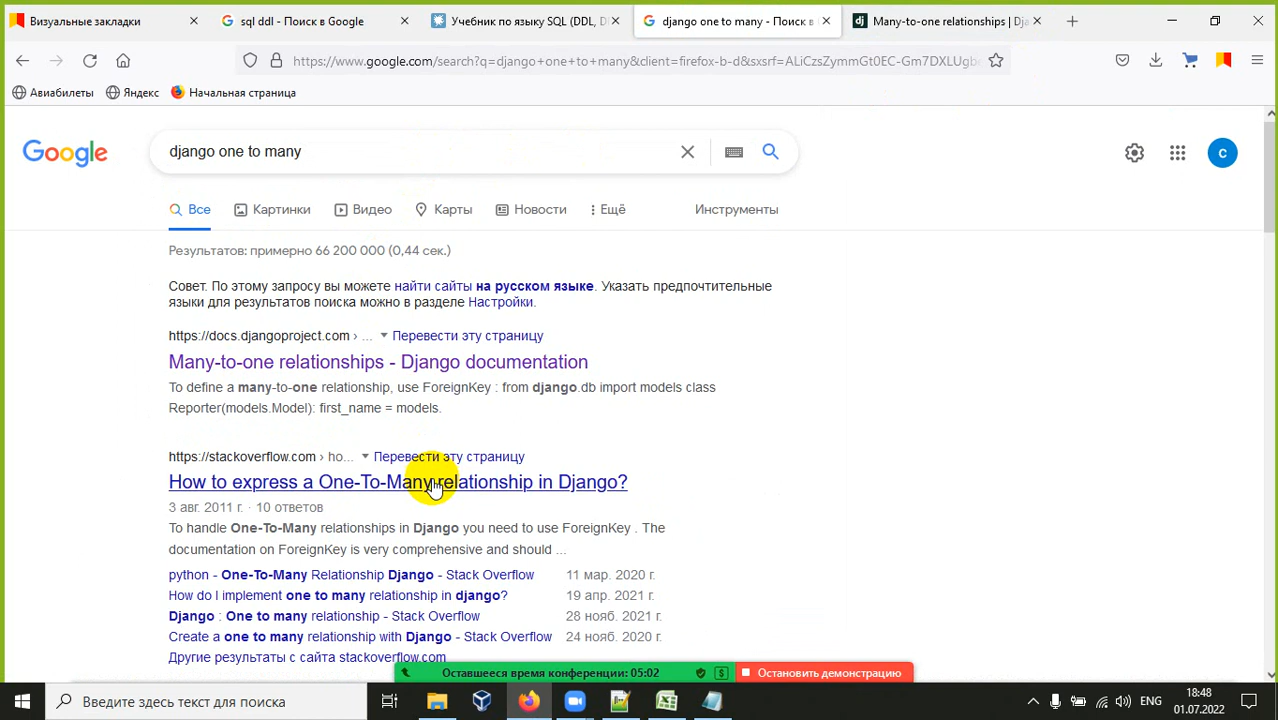 Визуальные закладки
sql ddl - Поиск в Google
Учебник по языку SQL (DDL, D
django one to many - Поиск в
Many-to-one relationships | Dja
https://www.google.com/search?q=django+one+to+many&client=firefox-b-d&sxsrf=ALiCzsZymmGt0EC-Gm7DXLUgb
Авиабилеты
Яндекс
Начальная страница
Google
django one to many
С
Все
Картинки
Видео
Карты
Новости
Ещё
Инструменты
Результатов: примерно 66 200 000 (0,44 сек.)
Совет. По этому запросу вы можете найти сайты на русском языке. Указать предпочтительные
языки для результатов поиска можно в разделе Настройки.
https://docs.djangoproject.com › ... Перевести эту страницу
Many-to-one relationships - Django documentation
To define a many-to-one relationship, use ForeignKey : from django.db import models class
Reporter(models.Model): first_name = models.
https://stackoverflow.com › ho... Перевести эту страницу
How to express a One-To-Many relationship in Django?
3 авг. 2011 г. · 10 ответов
To handle One-To-Many relationships in Django you need to use ForeignKey . The
documentation on ForeignKey is very comprehensive and should ...
python - One-To-Many Relationship Django - Stack Overflow 11 мар. 2020 г.
How do I implement one to many relationship in django? 19 апр. 2021 г.
Django : One to many relationship - Stack Overflow 28 нояб. 2021 г.
Create a one to many relationship with Django - Stack Overflow 24 нояб. 2020 г.
Другие результаты с сайта stackoverflow.com
Оставшееся время конференции: 05:02
Остановить демонстрацию
Введите здесь текст для поиска
ENG
18:48
01.07.2022